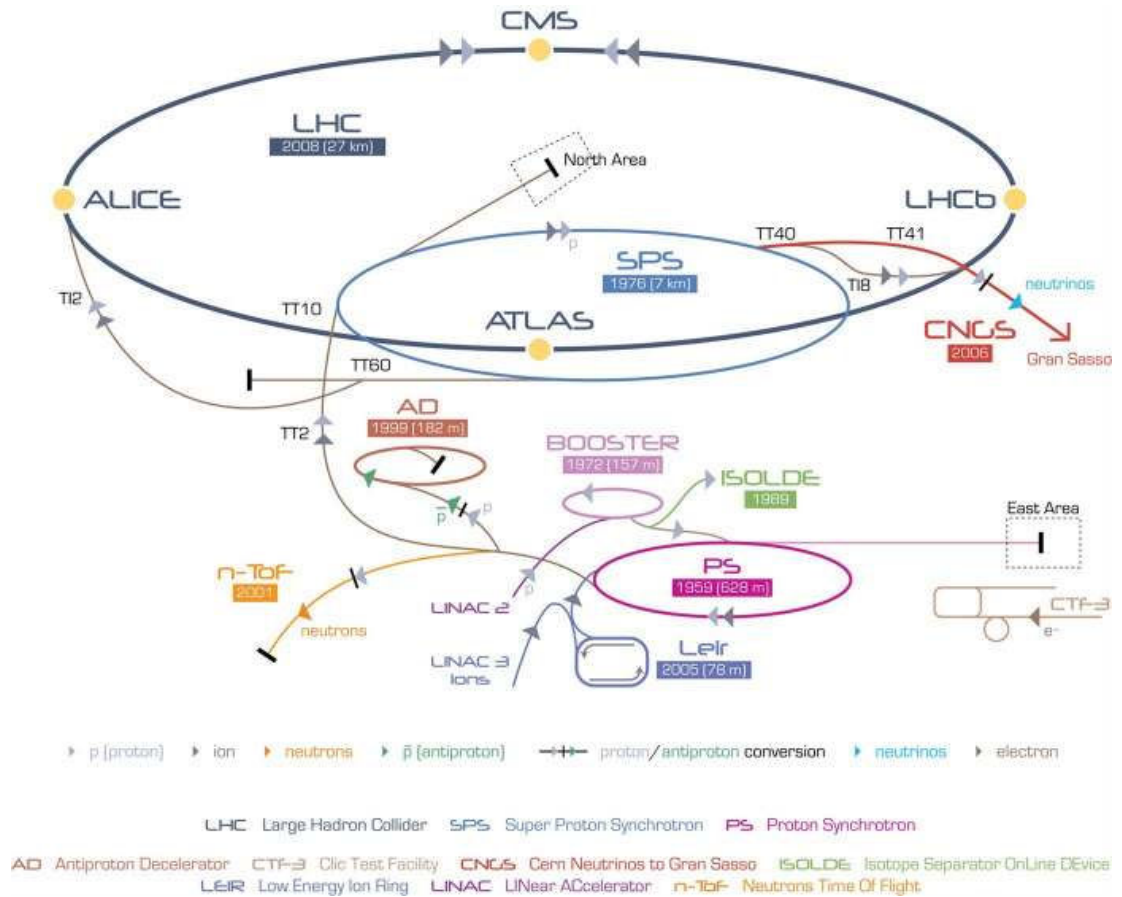 CMS
LHC
2008 (27 km)
North Area
ALICE
LHCb
TT40
TT41
SPS
1976 (7 km)
p
TI2
TI8
neutrinos
TT10
ATLAS
CNGS
2006
Gran Sasso
TT60
AD
1999 (182 m)
TT2
BOOSTER
1972 (157 m)
ISOLDE
1989
p̄
p
East Area
n-ToF
2001
PS
1959 (628 m)
p
LINAC 2
neutrons
CTF-3
e-
LINAC 3
Ions
Leir
2005 (78 m)
p (proton) ion neutrons p̄ (antiproton) proton/antiproton conversion neutrinos electron
LHC Large Hadron Collider SPS Super Proton Synchrotron PS Proton Synchrotron
AD Antiproton Decelerator CTF-3 Clic Test Facility CNGS Cern Neutrinos to Gran Sasso ISOLDE Isotope Separator OnLine DEvice
LEIR Low Energy Ion Ring LINAC LINear ACcelerator n-ToF Neutrons Time Of Flight